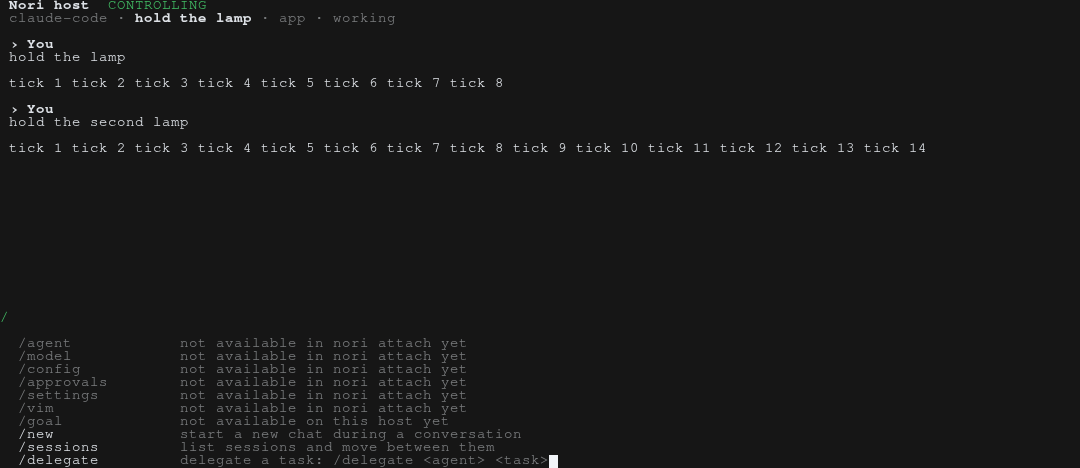 Nori host  CONTROLLING
claude-code · hold the lamp · app · working
› You
hold the lamp
tick 1 tick 2 tick 3 tick 4 tick 5 tick 6 tick 7 tick 8
› You
hold the second lamp
tick 1 tick 2 tick 3 tick 4 tick 5 tick 6 tick 7 tick 8 tick 9 tick 10 tick 11 tick 12 tick 13 tick 14
/
/agent  not available in nori attach yet
/model  not available in nori attach yet
/config  not available in nori attach yet
/approvals  not available in nori attach yet
/settings  not available in nori attach yet
/vim  not available in nori attach yet
/goal  not available on this host yet
/new  start a new chat during a conversation
/sessions  list sessions and move between them
/delegate  delegate a task: /delegate <agent> <task>